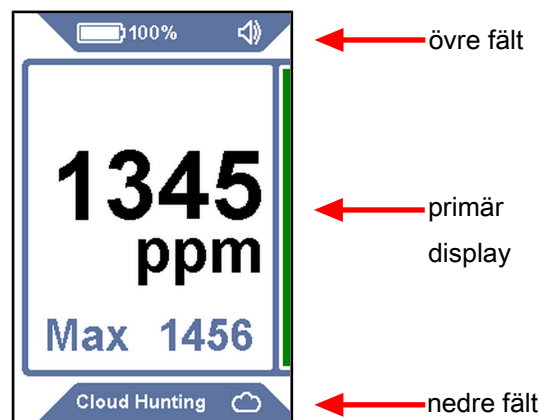 100%
övre fält
1345
ppm
primär
display
Max 1456
Cloud Hunting
nedre fält